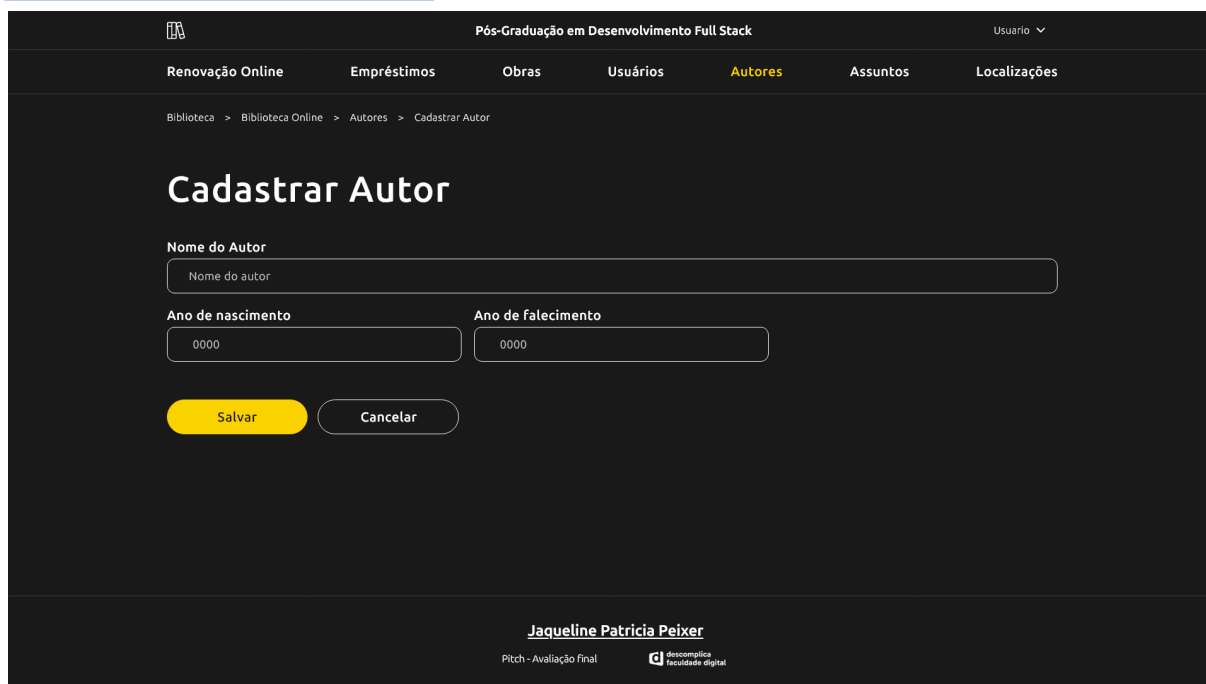 Pós-Graduação em Desenvolvimento Full Stack Usuario
Renovação Online Empréstimos Obras Usuários Autores Assuntos Localizações
Biblioteca > Biblioteca Online > Autores > Cadastrar Autor
Cadastrar Autor
Nome do Autor
Nome do autor
Ano de nascimento Ano de falecimento
0000 0000
Salvar Cancelar
Jaqueline Patricia Peixer
Pitch - Avaliação final descomplica
faculdade digital